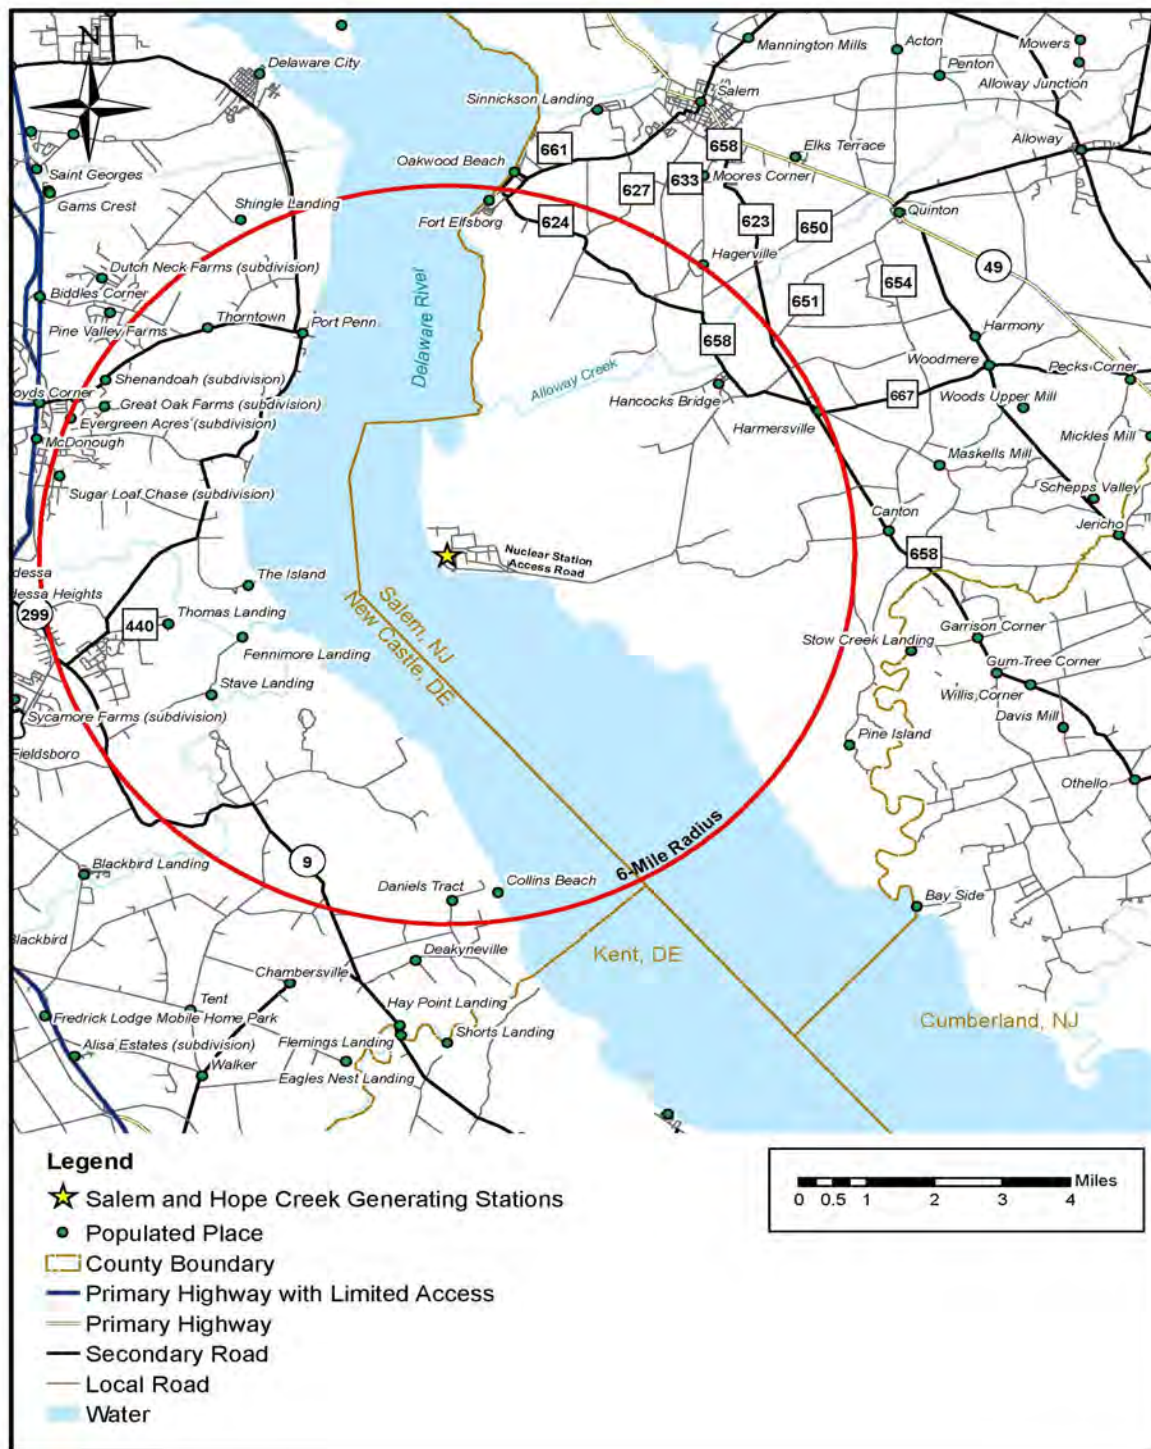 N
Delaware City
Mannington Mills
Acton
Mowers
Penton
Alloway Junction
Sinnickson Landing
Salem
Alloway
661
658
Elks Terrace
Oakwood Beach
Saint Georges
627
633
Moores Corner
Gams Crest
Shingle Landing
Fort Elfsborg
624
623
650
Quinton
Hagerville
49
Dutch Neck Farms (subdivision)
Delaware River
654
Biddles Corner
651
Pine Valley Farms
Thorntown
Port Penn
658
Harmony
Woodmere
Pecks Corner
Shenandoah (subdivision)
Alloway Creek
oyds Corner
Great Oak Farms (subdivision)
Hancocks Bridge
667
Woods Upper Mill
Evergreen Acres (subdivision)
Harmersville
McDonough
Mickles Mill
Maskells Mill
Sugar Loaf Chase (subdivision)
Schepps Valley
Canton
Jericho
Nuclear Station
Access Road
658
dessa
The Island
dessa Heights
299
440
Thomas Landing
Salem, NJ
New Castle, DE
Garrison Corner
Stow Creek Landing
Fennimore Landing
Gum Tree Corner
Stave Landing
Willis Corner
Sycamore Farms (subdivision)
Davis Mill
Pine Island
Fieldsboro
Othello
6-Mile Radius
9
Blackbird Landing
Daniels Tract
Collins Beach
Bay Side
Blackbird
Kent, DE
Deakyneville
Chambersville
Tent
Hay Point Landing
Fredrick Lodge Mobile Home Park
Cumberland, NJ
Flemings Landing
Shorts Landing
Alisa Estates (subdivision)
Walker
Eagles Nest Landing
Legend
Salem and Hope Creek Generating Stations
Populated Place
County Boundary
Primary Highway with Limited Access
Primary Highway
Secondary Road
Local Road
Water
Miles
0 0.5 1 2 3 4